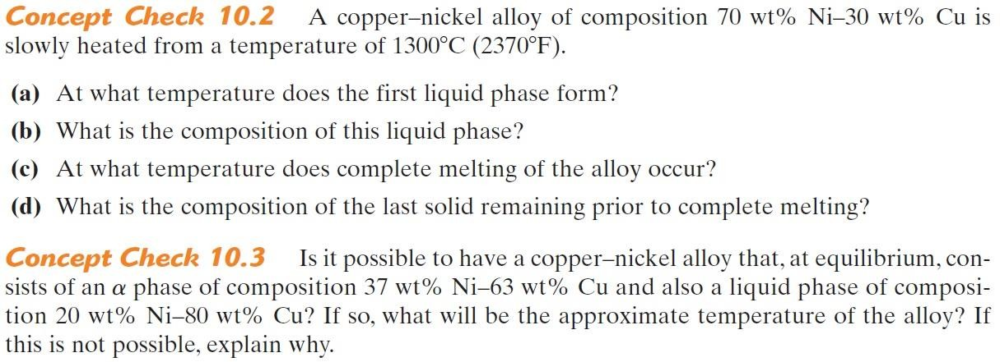 Concept Check 10.2 A copper–nickel alloy of composition 70 wt% Ni–30 wt% Cu is
slowly heated from a temperature of 1300°C (2370°F).
(a) At what temperature does the first liquid phase form?
(b) What is the composition of this liquid phase?
(c) At what temperature does complete melting of the alloy occur?
(d) What is the composition of the last solid remaining prior to complete melting?
Concept Check 10.3 Is it possible to have a copper–nickel alloy that, at equilibrium, con-
sists of an α phase of composition 37 wt% Ni–63 wt% Cu and also a liquid phase of composi-
tion 20 wt% Ni–80 wt% Cu? If so, what will be the approximate temperature of the alloy? If
this is not possible, explain why.